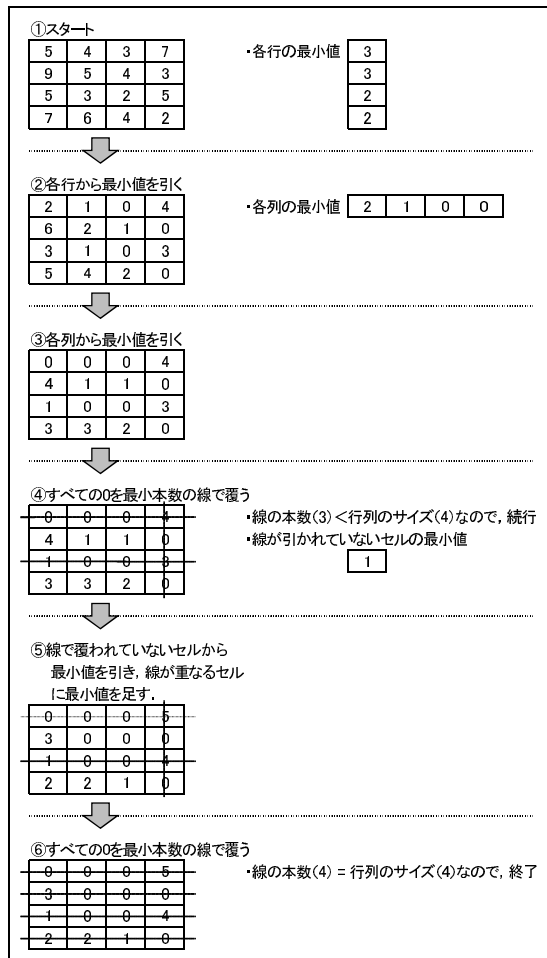 ①スタート
5 4 3 7 ・各行の最小値 3
9 5 4 3 3
5 3 2 5 2
7 6 4 2 2
②各行から最小値を引く
2 1 0 4 ・各列の最小値 2 1 0 0
6 2 1 0
3 1 0 3
5 4 2 0
③各列から最小値を引く
0 0 0 4
4 1 1 0
1 0 0 3
3 3 2 0
④すべての0を最小本数の線で覆う
0 0 0 4 ・線の本数(3)<行列のサイズ(4)なので,続行
4 1 1 0 ・線が引かれていないセルの最小値
1 0 0 3 1
3 3 2 0
⑤線で覆われていないセルから
最小値を引き,線が重なるセル
に最小値を足す.
0 0 0 5
3 0 0 0
1 0 0 4
2 2 1 0
⑥すべての0を最小本数の線で覆う
0 0 0 5 ・線の本数(4) = 行列のサイズ(4)なので,終了
3 0 0 0
1 0 0 4
2 2 1 0